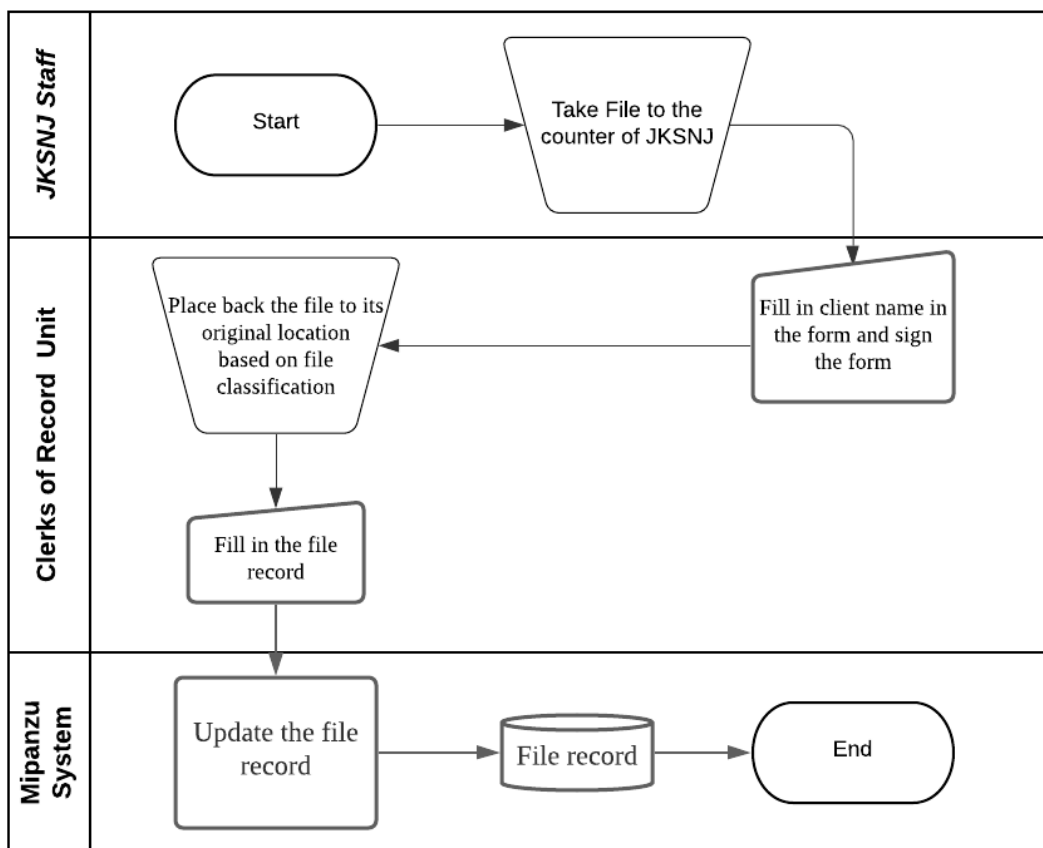 JKSNJ Staff
Start
Take File to the
counter of JKSNJ
Clerks of Record Unit
Fill in client name in
the form and sign
the form
Place back the file to its
original location
based on file
classification
Fill in the file
record
Mipanzu
System
Update the file
record
File record
End